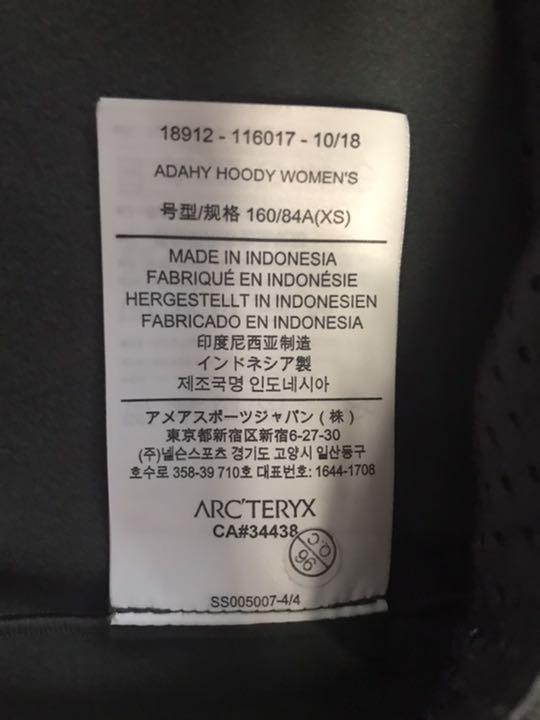 18912 - 116017 - 10/18
ADAHY HOODY WOMEN'S
号型/规格 160/84A(XS)
MADE IN INDONESIA
FABRIQUÉ EN INDONÉSIE
HERGESTELLT IN INDONESIEN
FABRICADO EN INDONESIA
印度尼西亚制造
インドネシア製
제조국명 인도네시아
アメアスポーツジャパン(株)
東京都新宿区新宿6-27-30
(주)넬슨스포츠 경기도 고양시 일산동구
호수로 358-39 710호 대표번호: 1644-1708
ARC'TERYX
CA#34438
Q.C.
96
SS005007-4/4